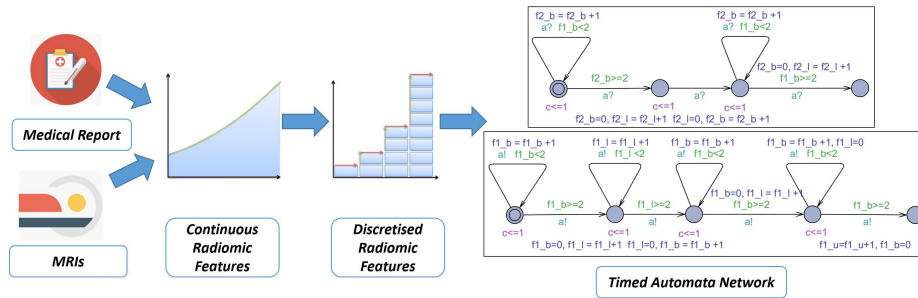 Medical Report
MRIs
Continuous
Radiomic
Features
Discretised
Radiomic
Features
f2_b = f2_b +1
a? f1_b<2
f2_b = f2_b +1
a? f1_b<2
f2_b=0, f2_l = f2_l +1
f2_b>=2
f1_b>=2
a?
a?
a?
c<=1
c<=1
c<=1
f2_b=0, f2_l = f2_l+1 f2_l=0, f2_b = f2_b +1
f1_b = f1_b +1
a! f1_b<2
f1_l = f1_l +1
a! f1_l <2
f1_b = f1_b +1
a! f1_b<2
f1_b = f1_b +1, f1_l=0
a! f1_b<2
f1_b=0, f1_l = f1_l +1
f1_b>=2
f1_l>=2
f1_b>=2
f1_b>=2
a!
a!
a!
a!
c<=1
c<=1
c<=1
c<=1
f1_b=0, f1_l = f1_l+1 f1_l=0, f1_b = f1_b +1
f1_u=f1_u+1, f1_b=0
Timed Automata Network